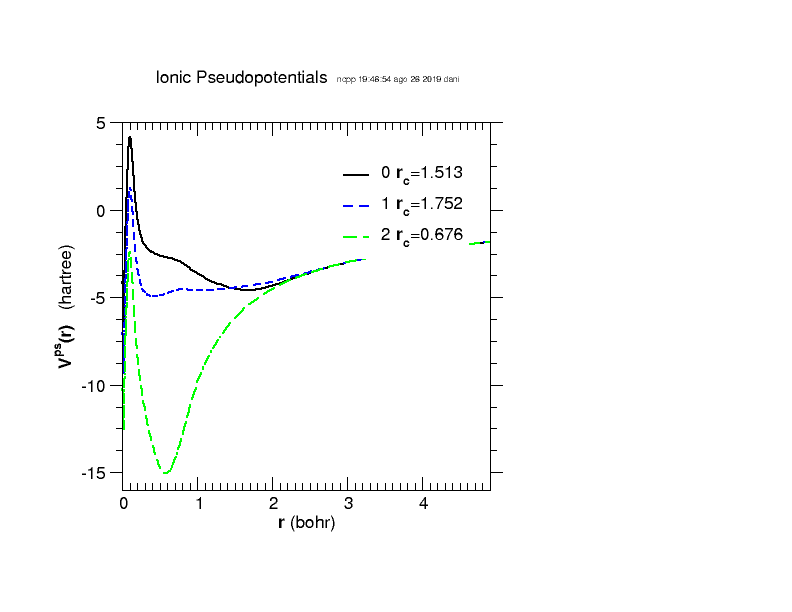 Ionic Pseudopotentials ncpp 19:46:54 ago 26 2019 dani
5
0
-5
-10
-15
V^ps(r) (hartree)
0 r_c=1.513
1 r_c=1.752
2 r_c=0.676
0 1 2 3 4
r (bohr)